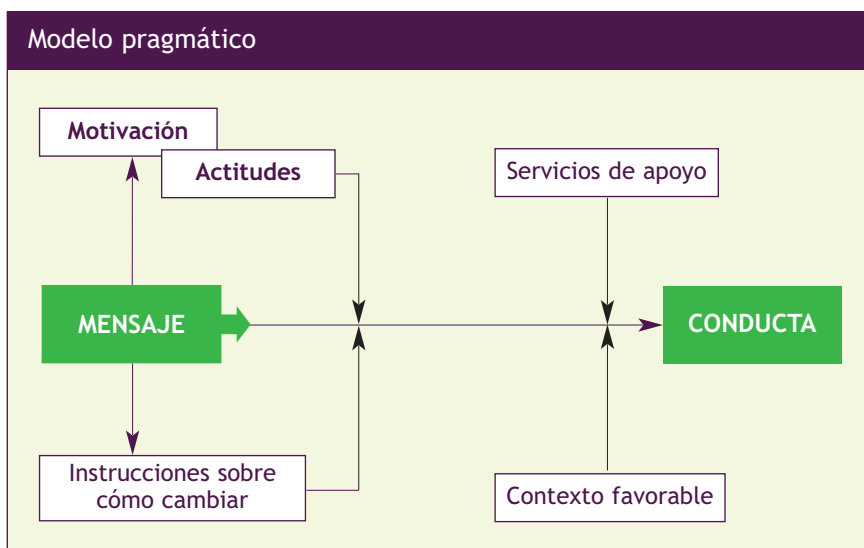 Modelo pragmático
Motivación
Actitudes
Servicios de apoyo
MENSAJE
CONDUCTA
Instrucciones sobre
cómo cambiar
Contexto favorable